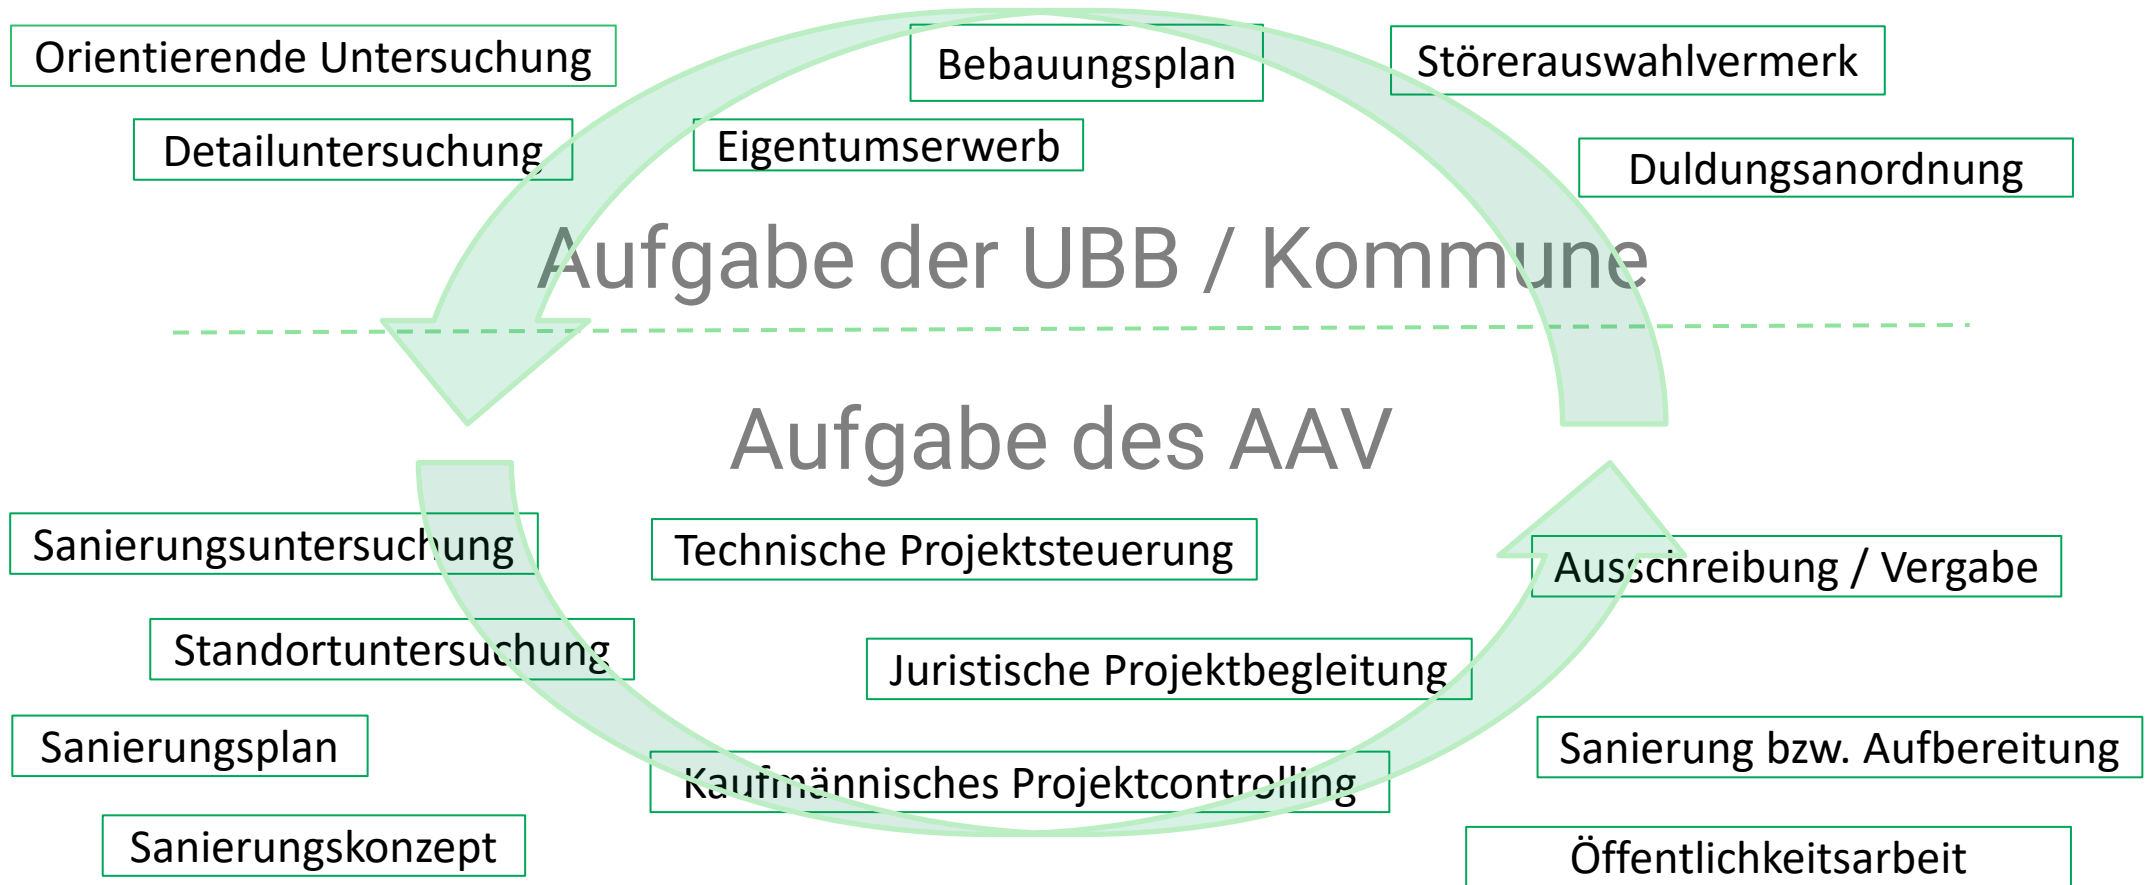 Orientierende Untersuchung
Bebauungsplan
Störerauswahlvermerk
Detailuntersuchung
Eigentumserwerb
Duldungsanordnung
Aufgabe der UBB / Kommune
Aufgabe des AAV
Sanierungsuntersuchung
Technische Projektsteuerung
Ausschreibung / Vergabe
Standortuntersuchung
Juristische Projektbegleitung
Sanierungsplan
Kaufmännisches Projektcontrolling
Sanierung bzw. Aufbereitung
Sanierungskonzept
Öffentlichkeitsarbeit